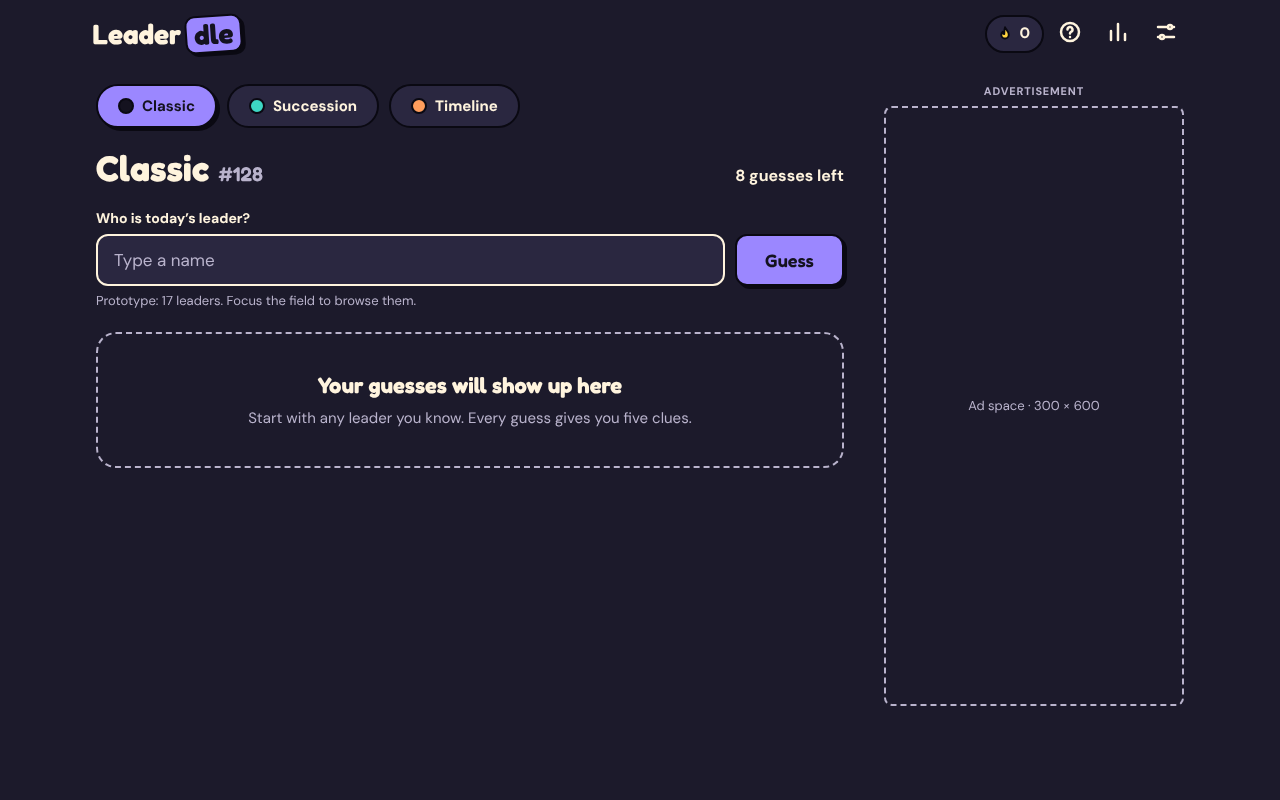 Leader dle
0
Classic
Succession
Timeline
ADVERTISEMENT
Classic #128
8 guesses left
Who is today’s leader?
Type a name
Guess
Prototype: 17 leaders. Focus the field to browse them.
Your guesses will show up here
Start with any leader you know. Every guess gives you five clues.
Ad space · 300 × 600